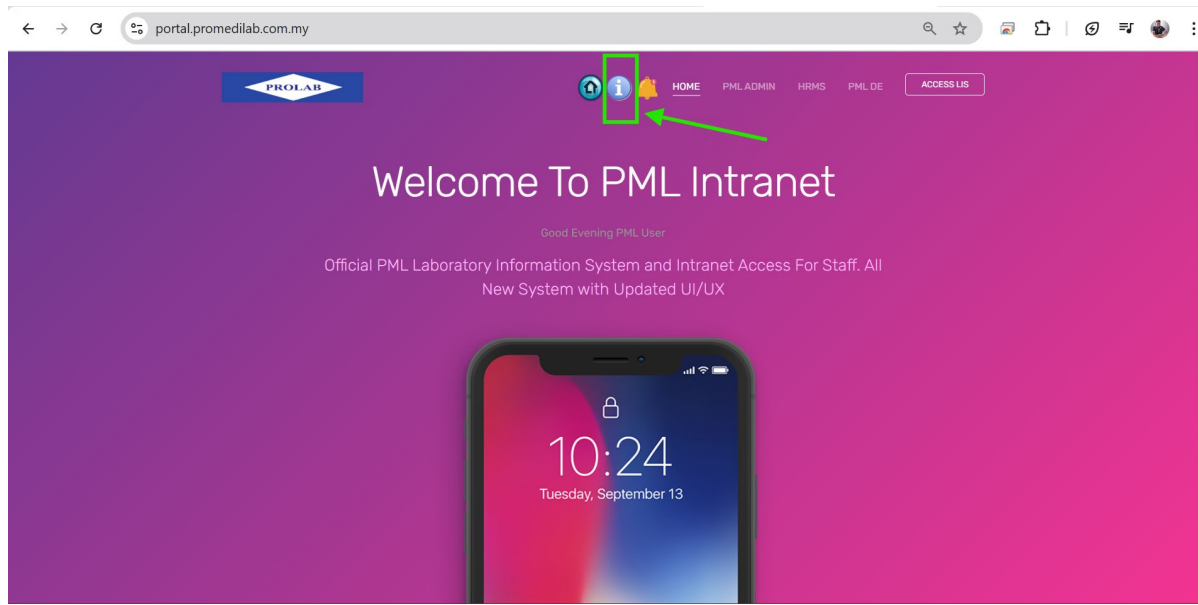 portal.promedilab.com.my
PROLAB
HOME PML ADMIN HRMS PML DE ACCESS LIS
Welcome To PML Intranet
Good Evening PML User
Official PML Laboratory Information System and Intranet Access For Staff. All
New System with Updated UI/UX
10:24
Tuesday, September 13